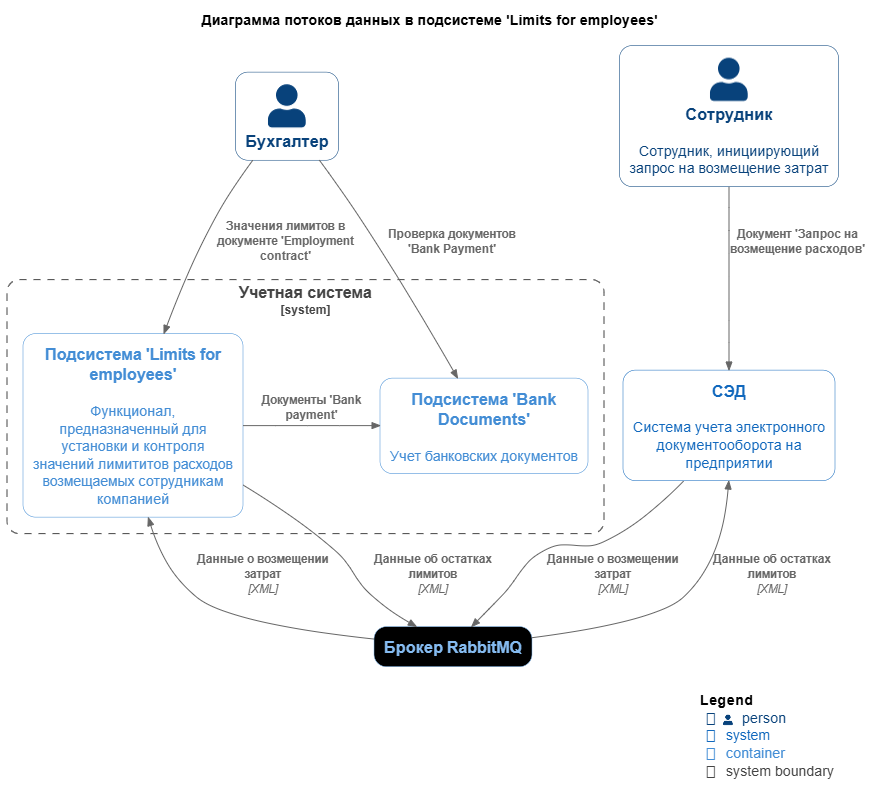 Диаграмма потоков данных в подсистеме 'Limits for employees'
Бухгалтер
Сотрудник
Сотрудник, инициирующий
запрос на возмещение затрат
Значения лимитов в
документе 'Employment
contract'
Проверка документов
'Bank Payment'
Документ 'Запрос на
возмещение расходов'
Учетная система
[system]
Подсистема 'Limits for
employees'
Функционал,
предназначенный для
установки и контроля
значений лимититов расходов
возмещаемых сотрудникам
компанией
Документы 'Bank
payment'
Подсистема 'Bank
Documents'
Учет банковских документов
СЭД
Система учета электронного
документооборота на
предприятии
Данные о возмещении
затрат
[XML]
Данные об остатках
лимитов
[XML]
Данные о возмещении
затрат
[XML]
Данные об остатках
лимитов
[XML]
Брокер RabbitMQ
Legend
person
system
container
system boundary